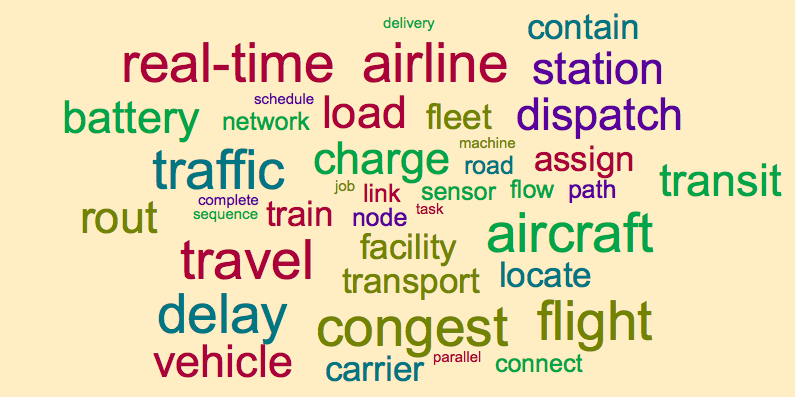 delivery
contain
real-time airline station
battery schedule network load fleet dispatch
machine
traffic charge road assign
transit
job link sensor flow path
complete
sequence train node task
rout
aircraft
travel facility
transport locate
delay congest flight
vehicle carrier parallel connect